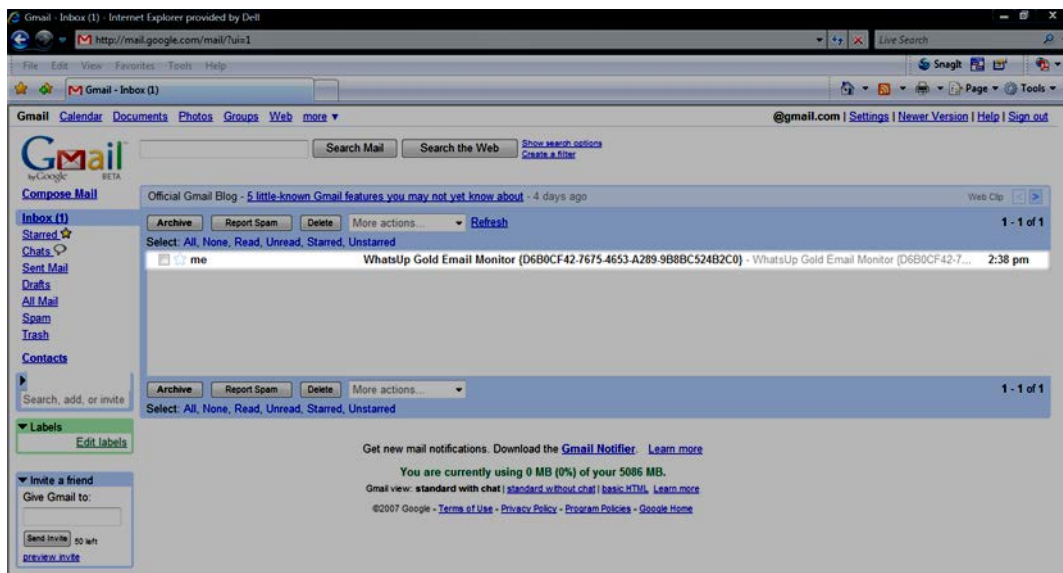 Gmail - Inbox (1) - Internet Explorer provided by Dell
http://mail.google.com/mail/?ui=1 Live Search
File Edit View Favorites Tools Help SnagIt
Gmail - Inbox (1) Page Tools
Gmail Calendar Documents Photos Groups Web more @gmail.com | Settings | Newer Version | Help | Sign out
Gmail by Google BETA
Search Mail Search the Web Show search options
Create a filter
Compose Mail
Official Gmail Blog - 5 little-known Gmail features you may not yet know about - 4 days ago Web Clip < >
Inbox (1)
Starred
Chats
Sent Mail
Drafts
All Mail
Spam
Trash
Contacts
Search, add, or invite
Archive Report Spam Delete More actions... Refresh 1 - 1 of 1
Select: All, None, Read, Unread, Starred, Unstarred
me WhatsUp Gold Email Monitor {D6B0CF42-7675-4653-A289-9B8BC524B2C0} - WhatsUp Gold Email Monitor {D6B0CF42-7... 2:38 pm
Archive Report Spam Delete More actions... 1 - 1 of 1
Select: All, None, Read, Unread, Starred, Unstarred
Labels
Edit labels
Invite a friend
Give Gmail to:
Send Invite 50 left
preview invite
Get new mail notifications. Download the Gmail Notifier. Learn more
You are currently using 0 MB (0%) of your 5086 MB.
Gmail view: standard with chat | standard without chat | basic HTML Learn more
©2007 Google - Terms of Use - Privacy Policy - Program Policies - Google Home